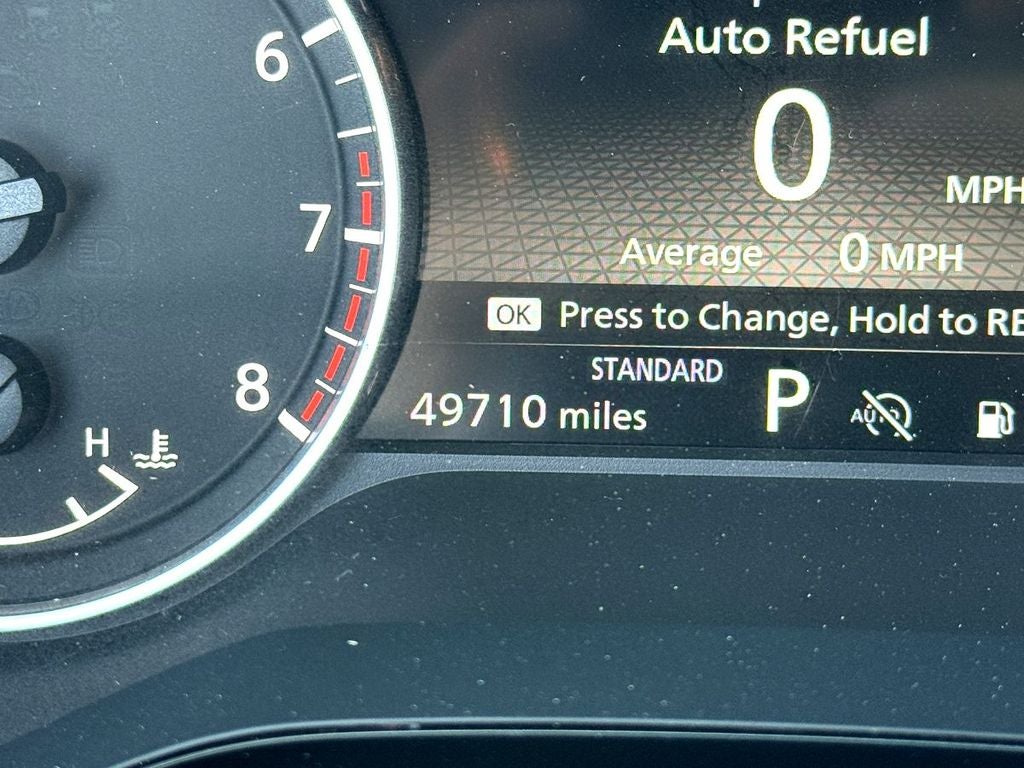 6
7
8
H
Auto Refuel
0
MPH
Average 0 MPH
OK Press to Change, Hold to RE
STANDARD
49710 miles
P
AUTO